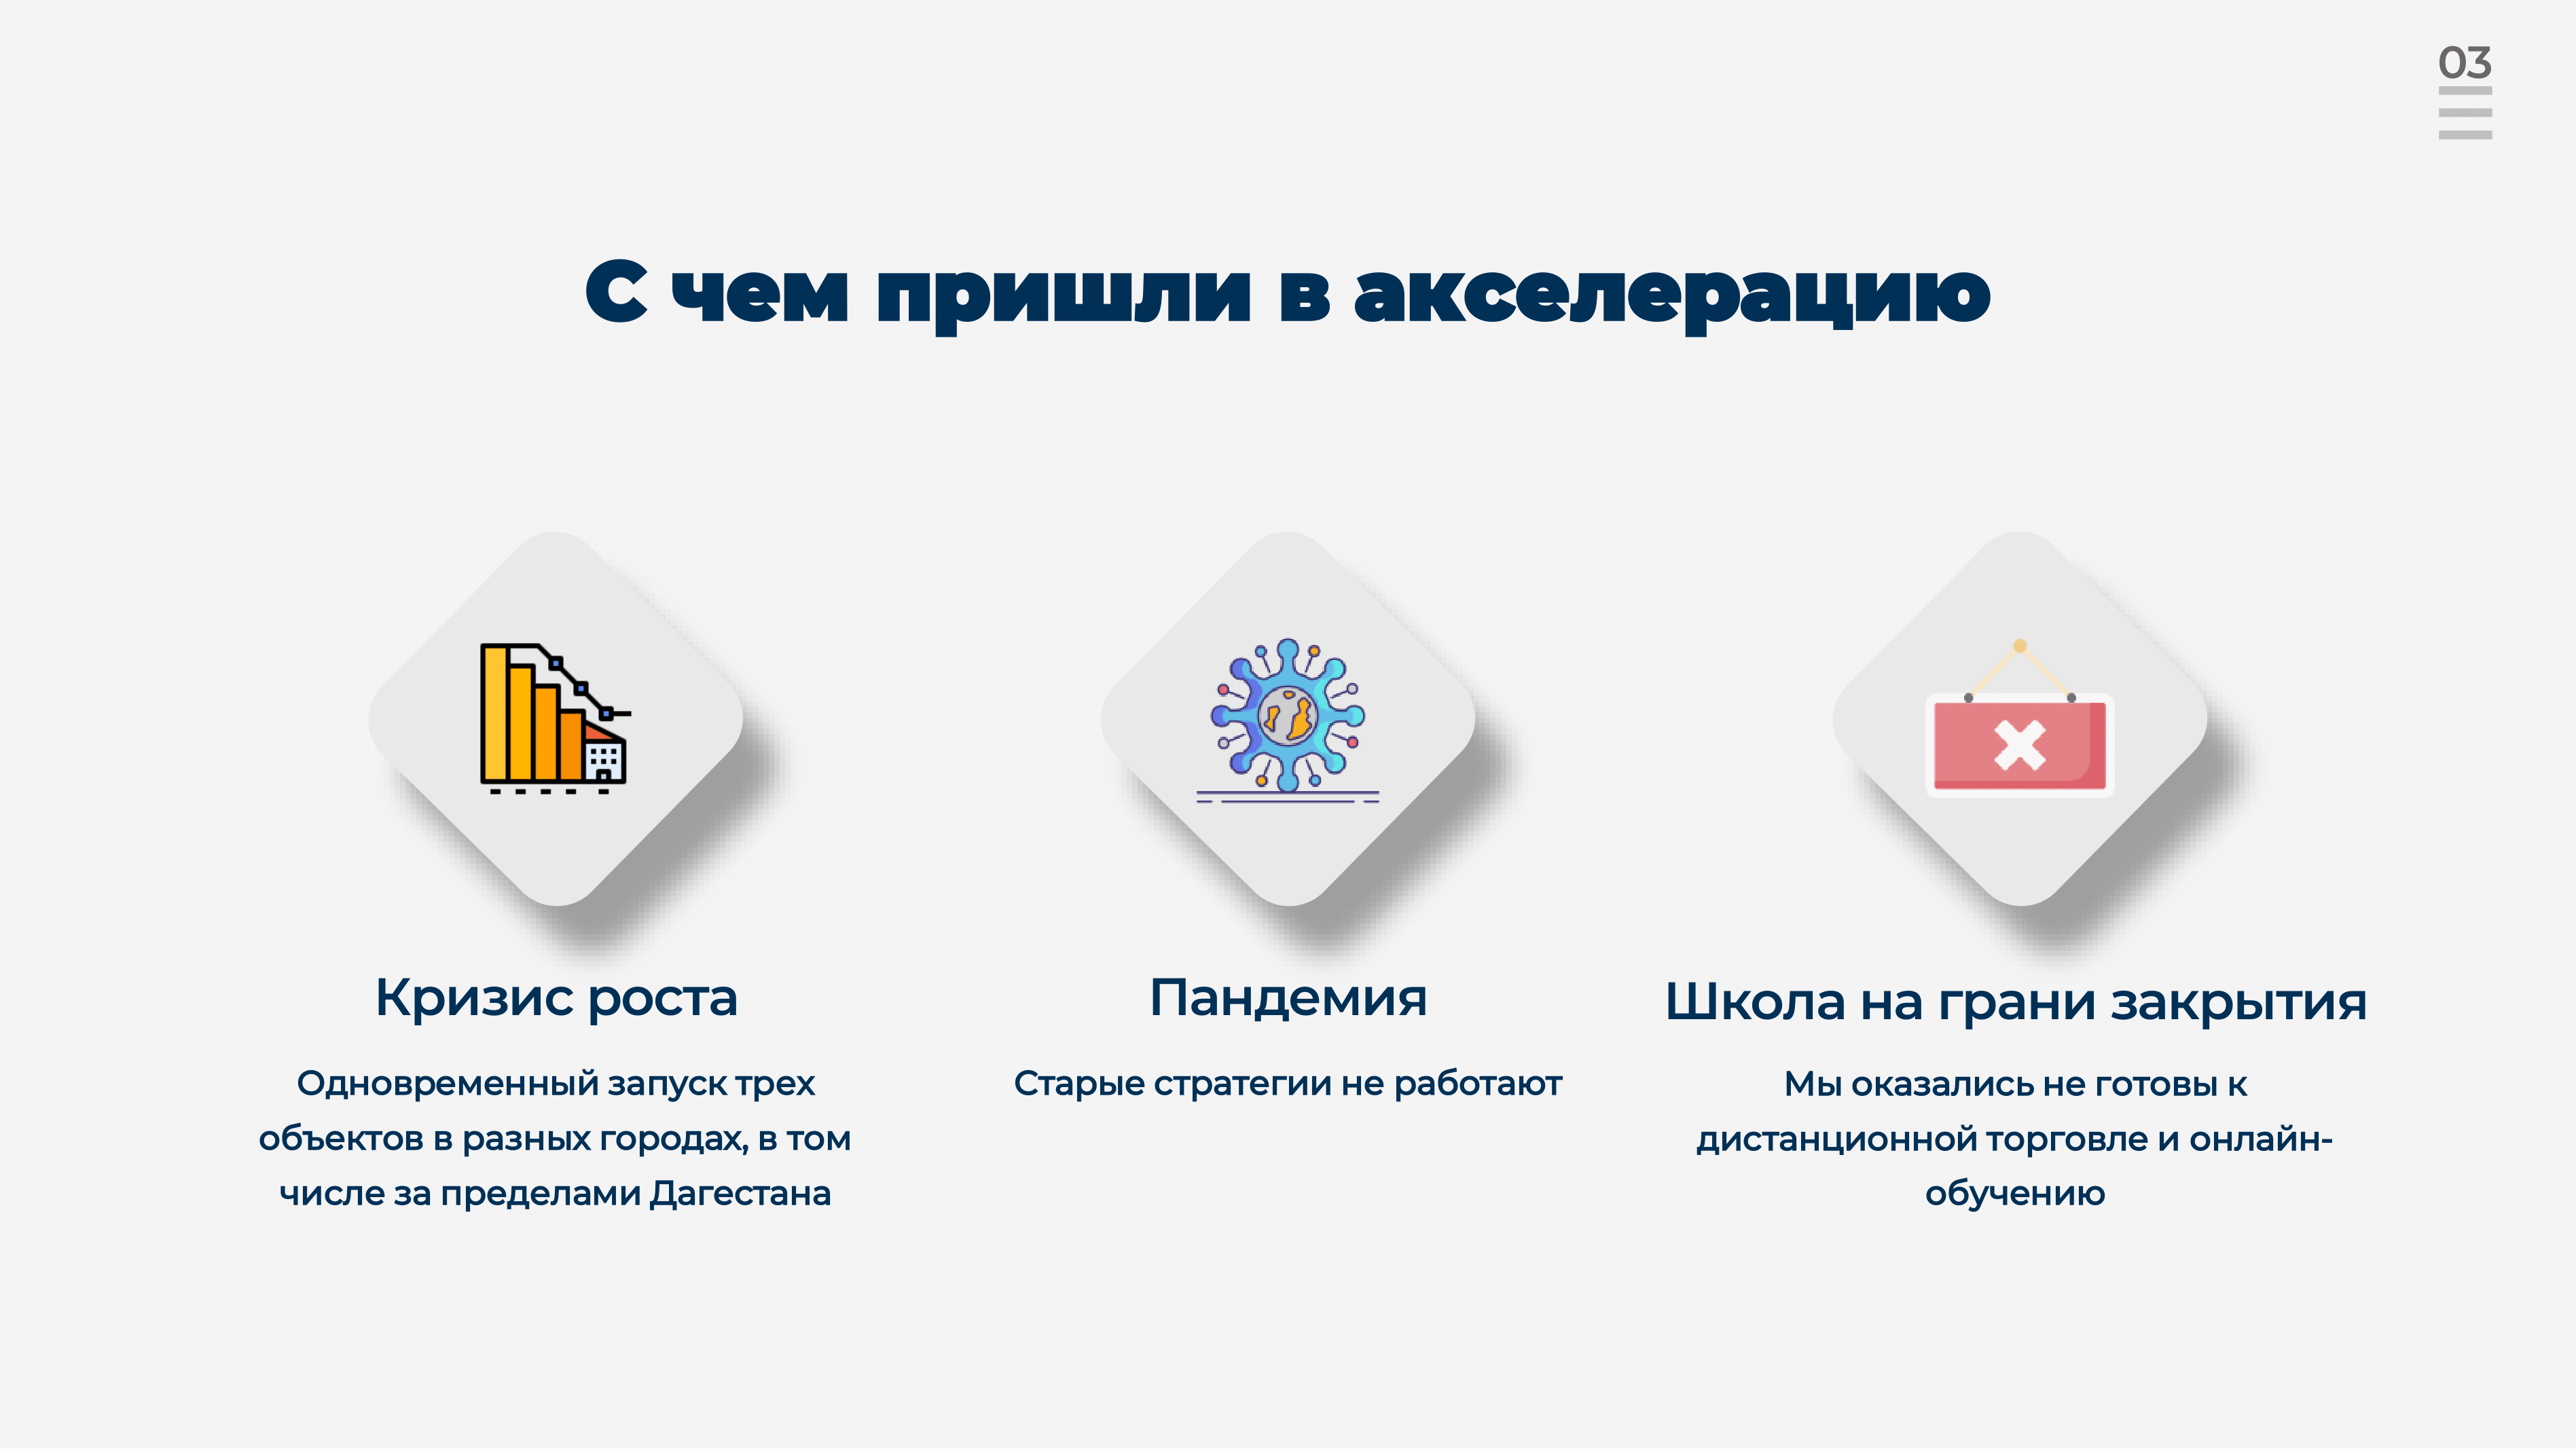 03
С чем пришли в акселерацию
Кризис роста
Одновременный запуск трех
объектов в разных городах, в том
числе за пределами Дагестана
Пандемия
Старые стратегии не работают
Школа на грани закрытия
Мы оказались не готовы к
дистанционной торговле и онлайн-
обучению